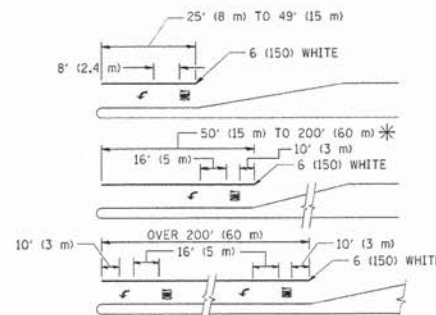 25' (8 m) TO 49' (15 m)
8' (2.4 m)
6 (150) WHITE
50' (15 m) TO 200' (60 m) *
16' (5 m)
10' (3 m)
6 (150) WHITE
OVER 200' (60 m)
10' (3 m)
16' (5 m)
10' (3 m)
6 (150) WHITE